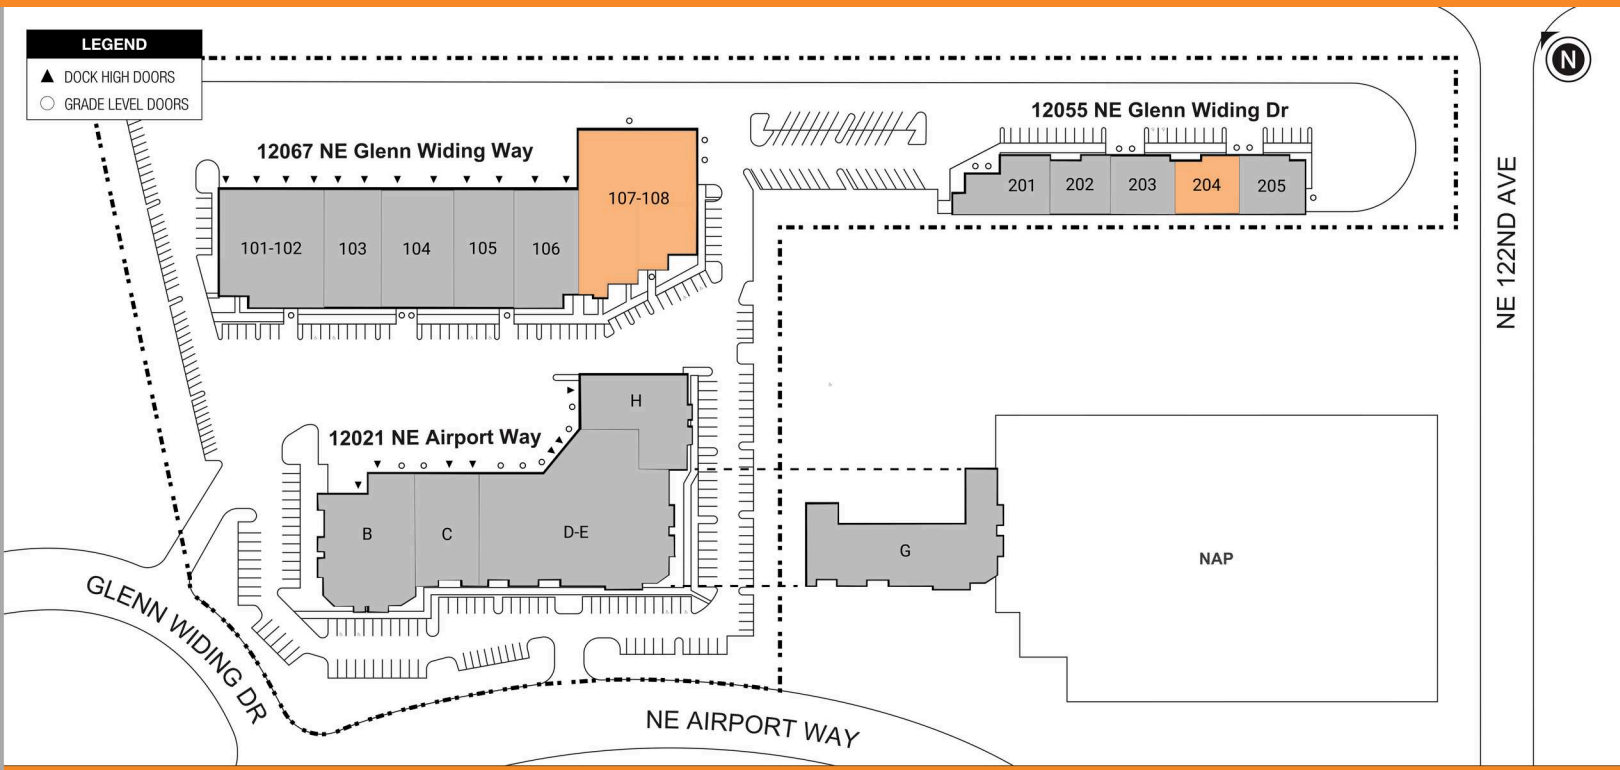 LEGEND
DOCK HIGH DOORS
GRADE LEVEL DOORS
N
12055 NE Glenn Widing Dr
12067 NE Glenn Widing Way
201
202
203
204
205
107-108
101-102
103
104
105
106
NE 122ND AVE
H
12021 NE Airport Way
B
C
D-E
G
NAP
GLENN WIDING DR
NE AIRPORT WAY